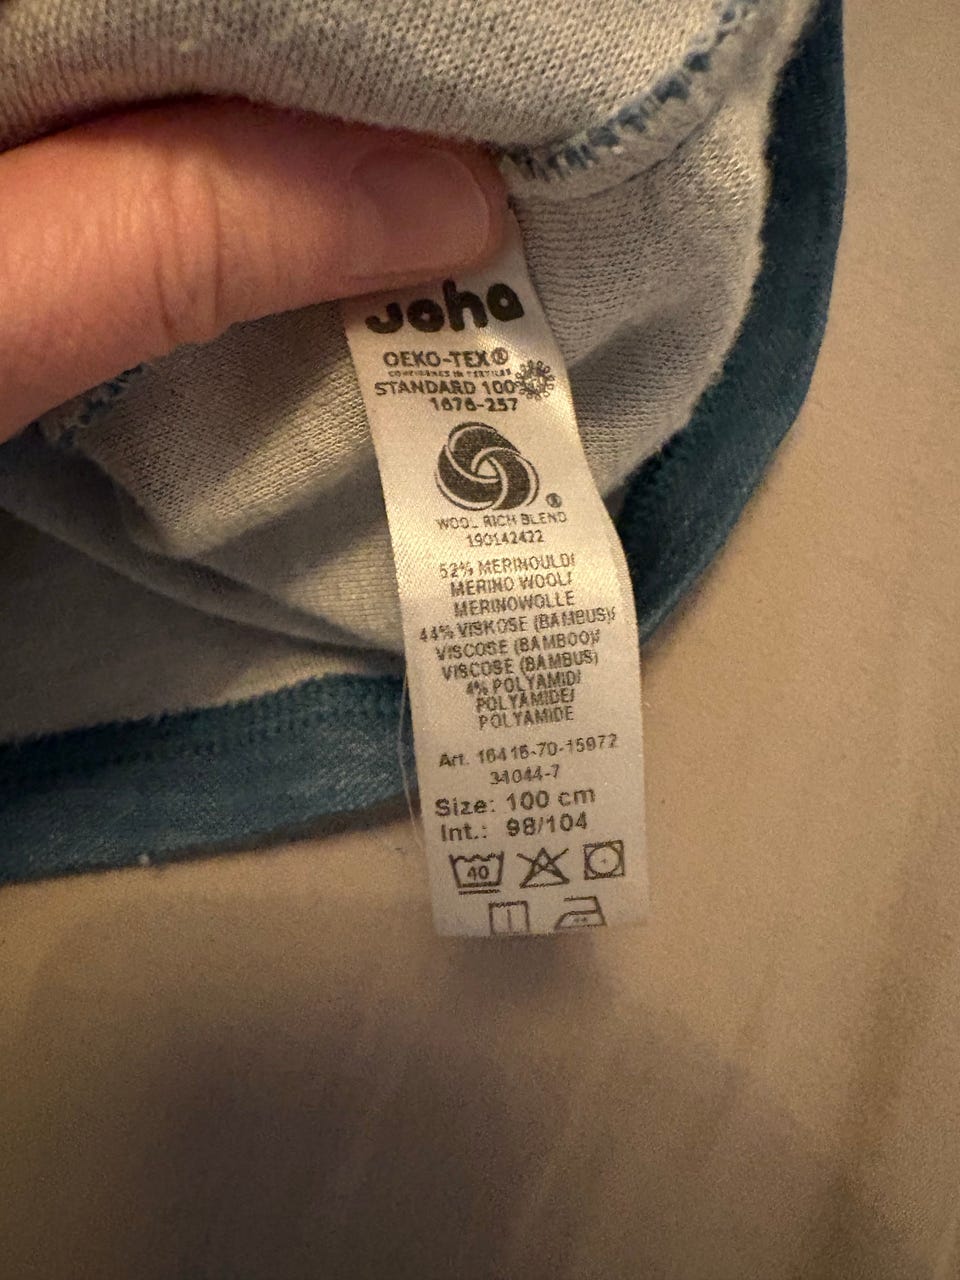 Joha
OEKO-TEX®
CONFIDENCE IN TEXTILES
STANDARD 100
1676-257
®
WOOL RICH BLEND
190142422
52% MERINOULD/
MERINO WOOL/
MERINOWOLLE
44% VISKOSE (BAMBUS)/
VISCOSE (BAMBOO)/
VISCOSE (BAMBUS)
4% POLYAMID/
POLYAMIDE/
POLYAMIDE
Art. 16416-70-15972
34044-7
Size: 100 cm
Int.: 98/104
40